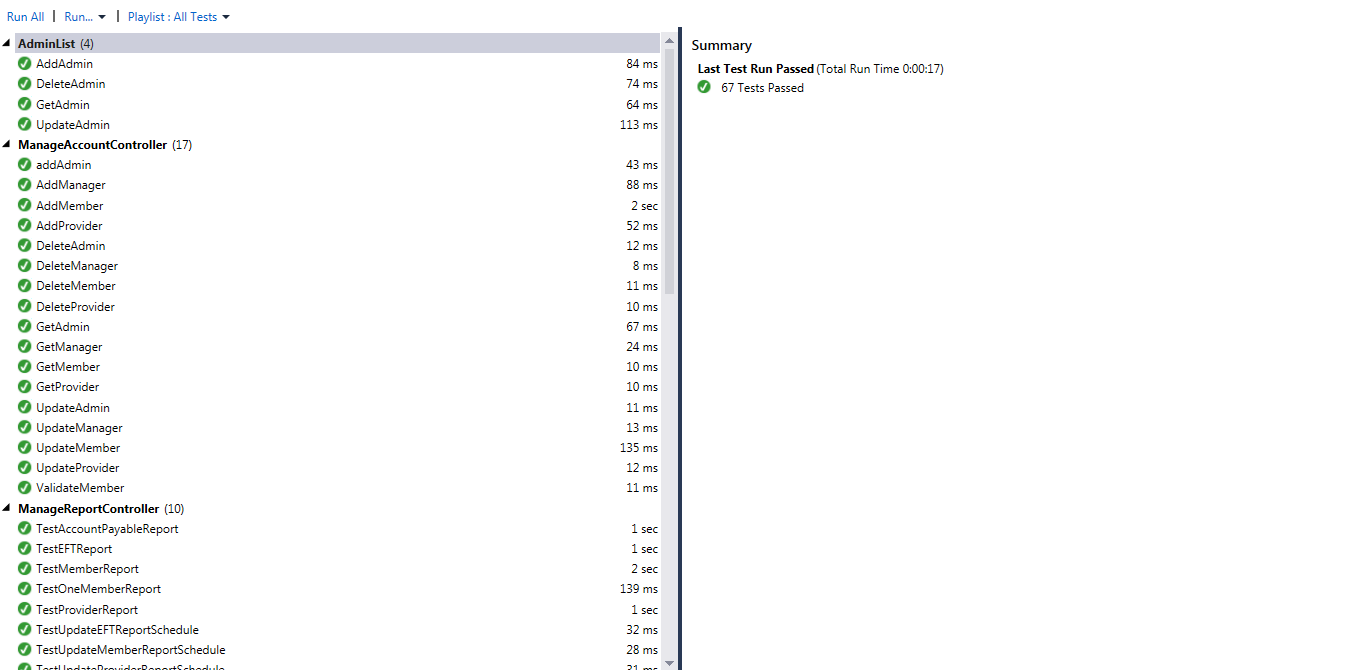 Run All | Run... | Playlist : All Tests
AdminList (4)
AddAdmin 84 ms
DeleteAdmin 74 ms
GetAdmin 64 ms
UpdateAdmin 113 ms
ManageAccountController (17)
addAdmin 43 ms
AddManager 88 ms
AddMember 2 sec
AddProvider 52 ms
DeleteAdmin 12 ms
DeleteManager 8 ms
DeleteMember 11 ms
DeleteProvider 10 ms
GetAdmin 67 ms
GetManager 24 ms
GetMember 10 ms
GetProvider 10 ms
UpdateAdmin 11 ms
UpdateManager 13 ms
UpdateMember 135 ms
UpdateProvider 12 ms
ValidateMember 11 ms
ManageReportController (10)
TestAccountPayableReport 1 sec
TestEFTReport 1 sec
TestMemberReport 2 sec
TestOneMemberReport 139 ms
TestProviderReport 1 sec
TestUpdateEFTReportSchedule 32 ms
TestUpdateMemberReportSchedule 28 ms
TestUpdateProviderReportSchedule 31 ms
Summary
Last Test Run Passed (Total Run Time 0:00:17)
67 Tests Passed